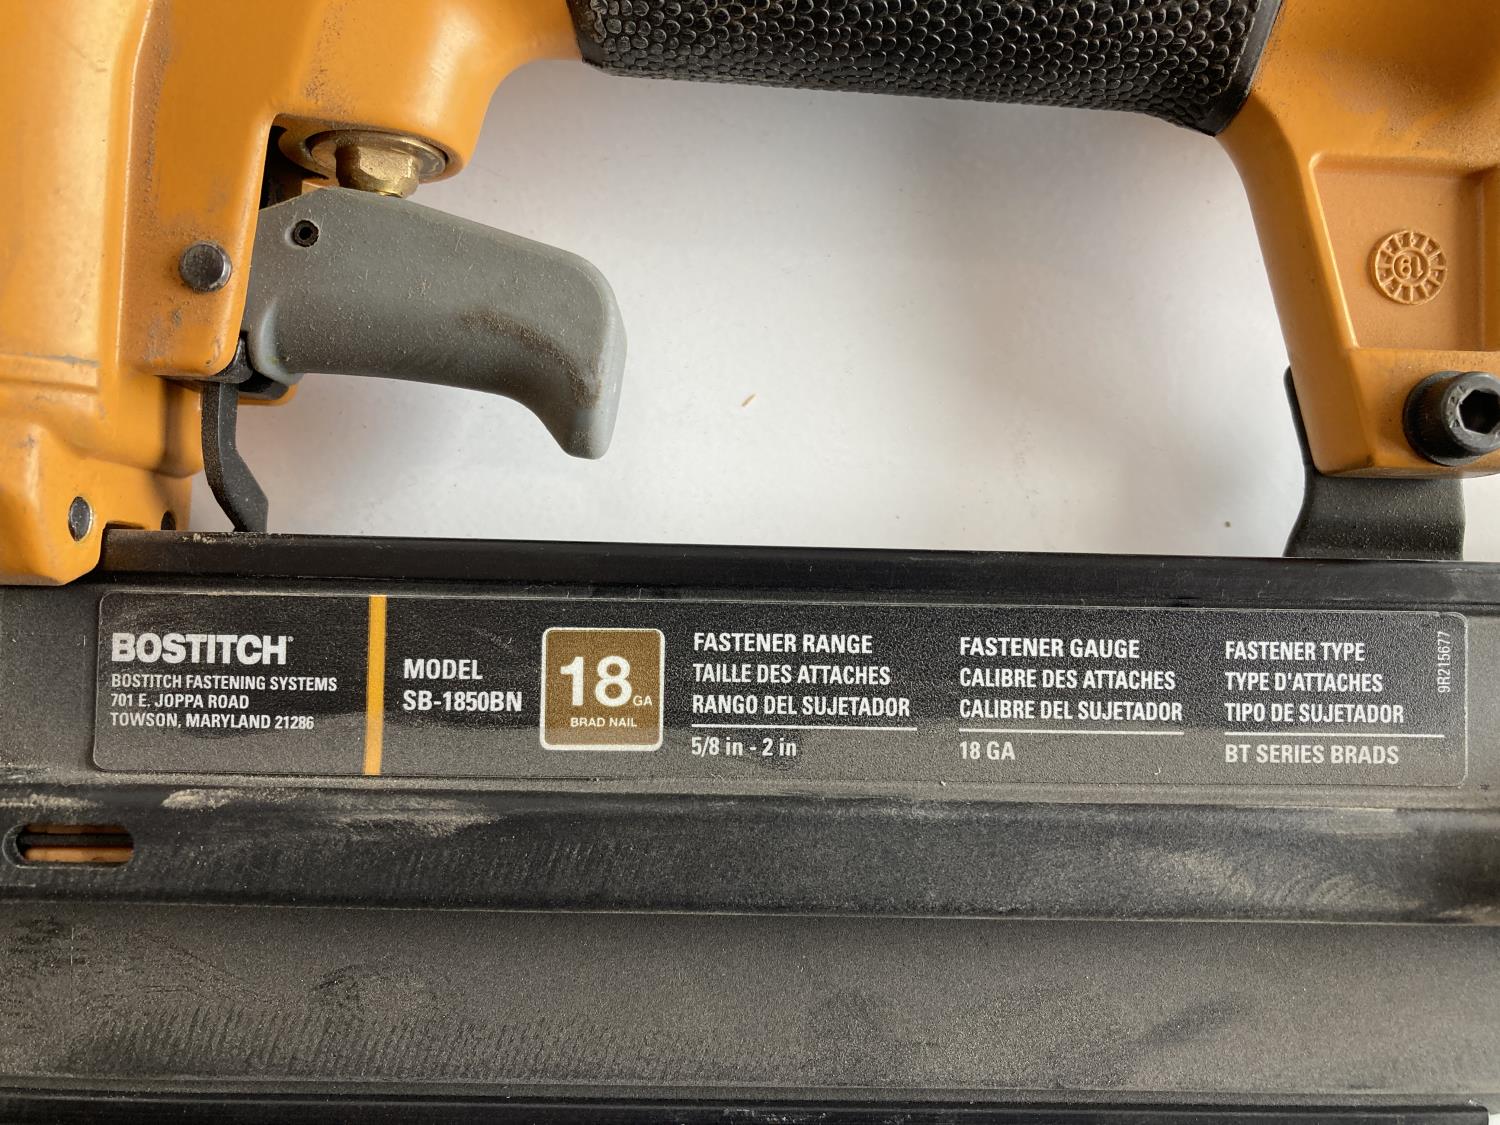 19
BOSTITCH
BOSTITCH FASTENING SYSTEMS
701 E. JOPPA ROAD
TOWSON, MARYLAND 21286
MODEL
SB-1850BN
18 GA
BRAD NAIL
FASTENER RANGE
TAILLE DES ATTACHES
RANGO DEL SUJETADOR
5/8 in - 2 in
FASTENER GAUGE
CALIBRE DES ATTACHES
CALIBRE DEL SUJETADOR
18 GA
FASTENER TYPE
TYPE D'ATTACHES
TIPO DE SUJETADOR
BT SERIES BRADS
9R215677